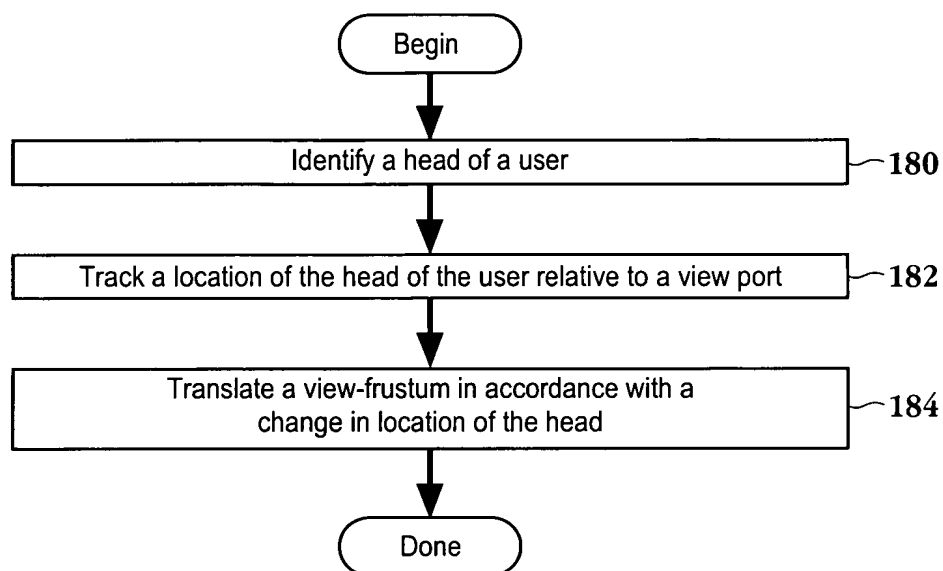 Begin
Identify a head of a user
180
Track a location of the head of the user relative to a view port
182
Translate a view-frustum in accordance with a
change in location of the head
184
Done